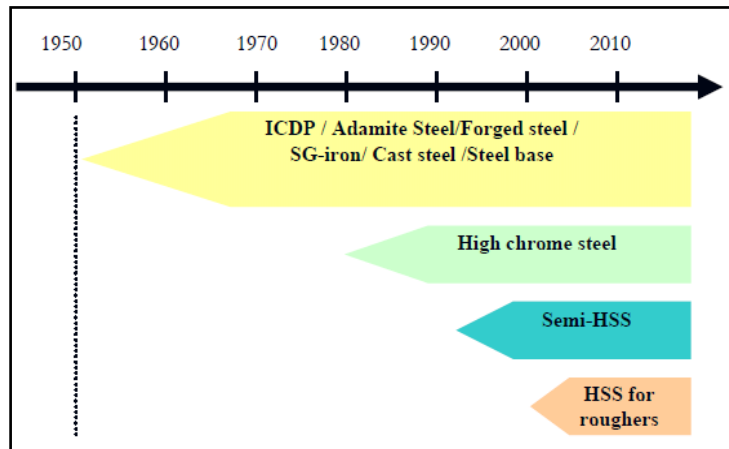 1950 1960 1970 1980 1990 2000 2010
ICDP / Adamite Steel/Forged steel /
SG-iron/ Cast steel /Steel base
High chrome steel
Semi-HSS
HSS for
roughers